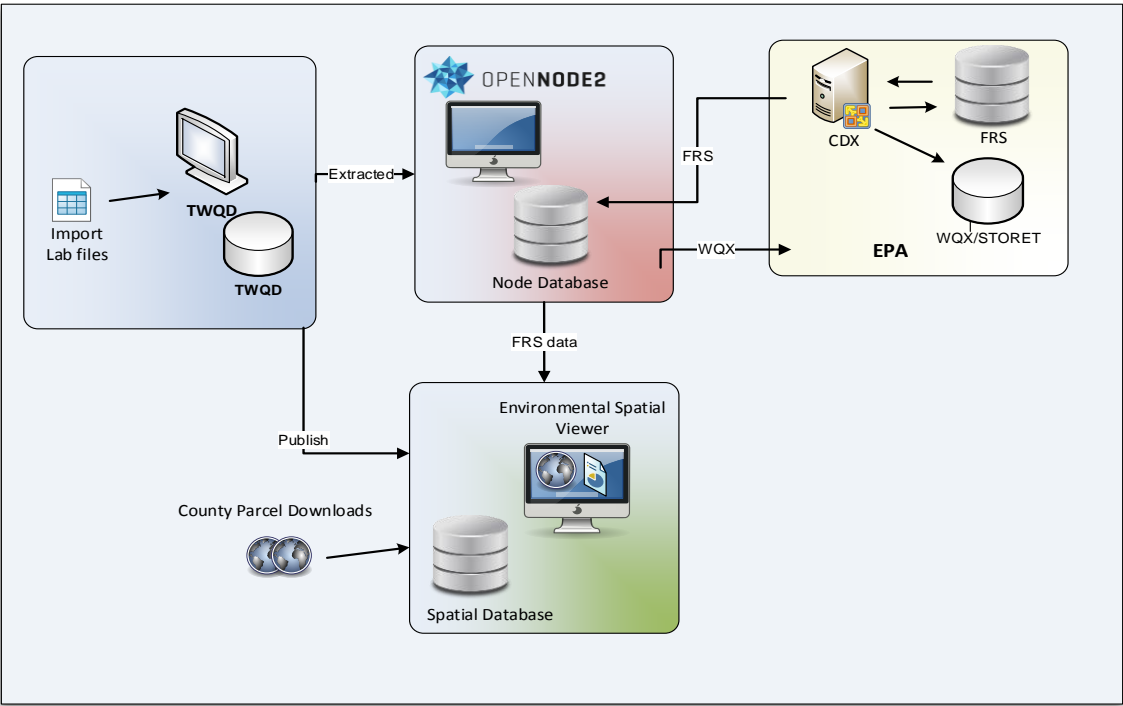 OPENNODE2
TWQD
Import
Lab files
TWQD
Extracted
Node Database
FRS
WQX
CDX
FRS
WQX/STORET
EPA
FRS data
Publish
Environmental Spatial
Viewer
County Parcel Downloads
Spatial Database